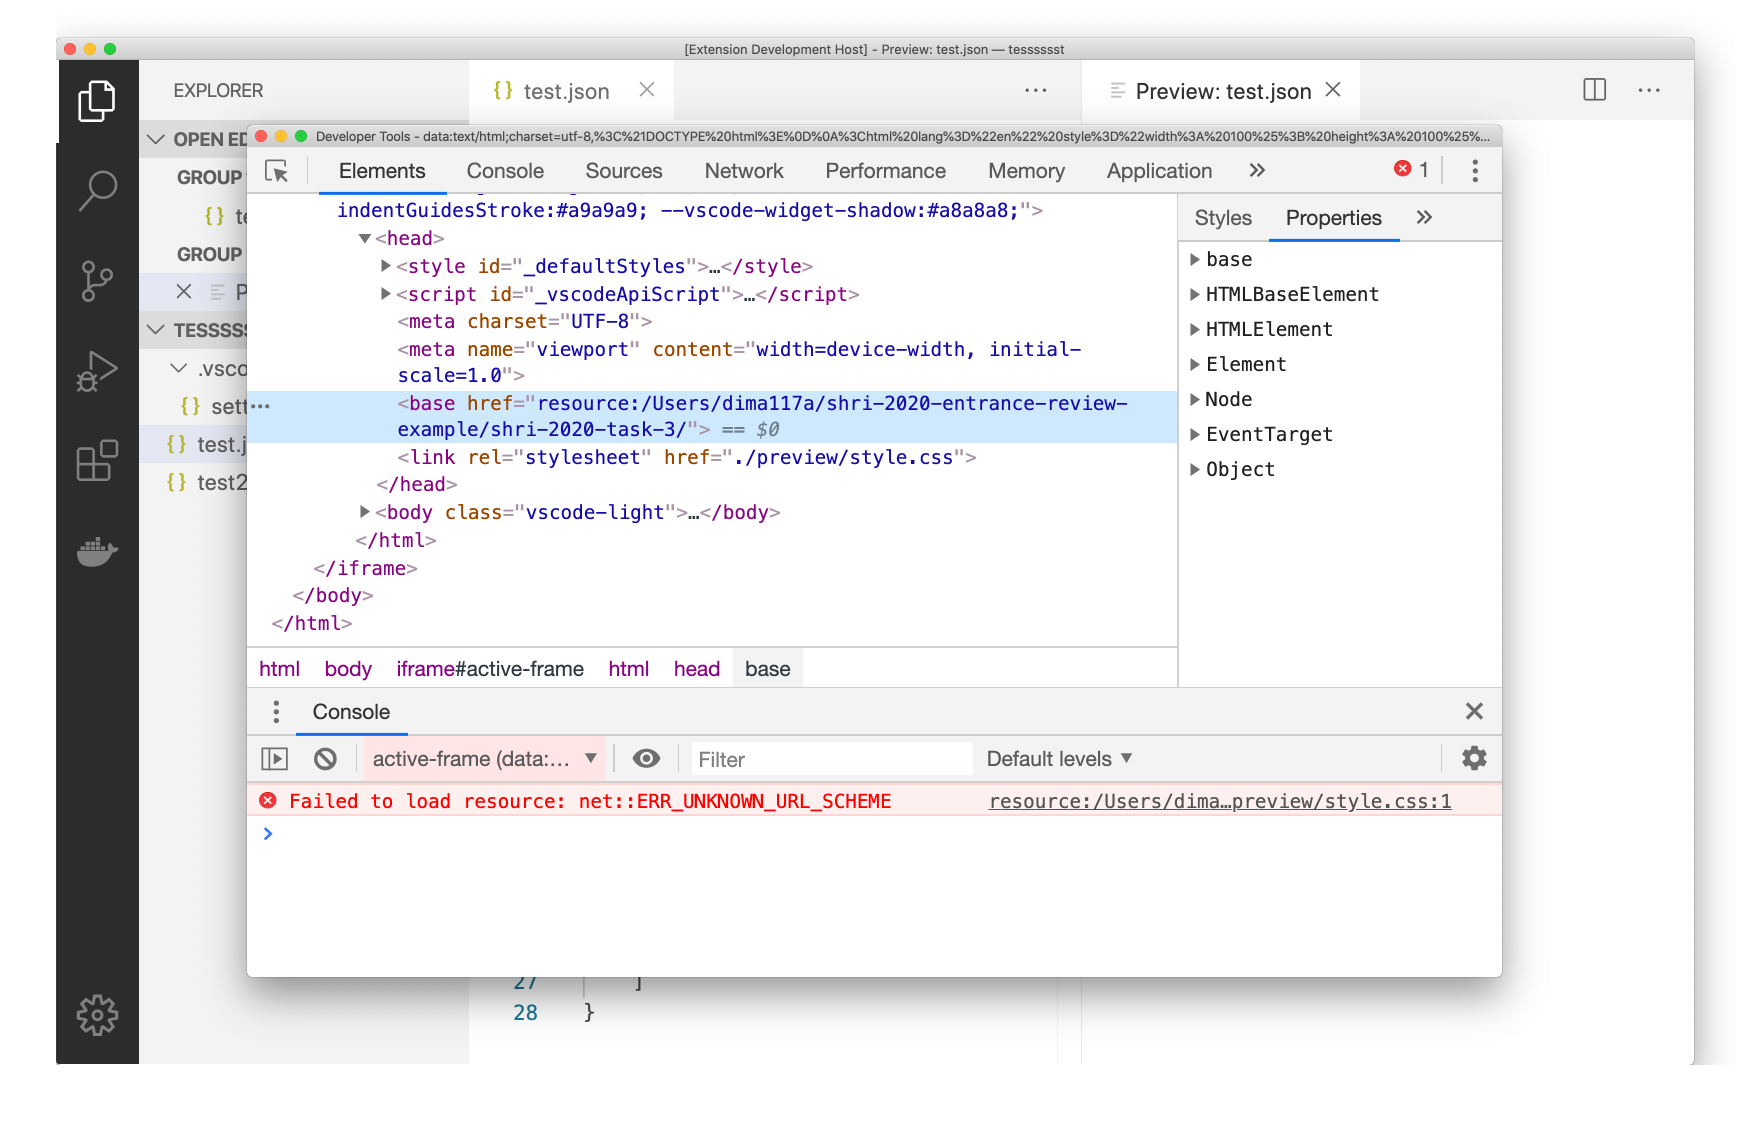 [Extension Development Host] - Preview: test.json — tesssssst
EXPLORER
{} test.json
Preview: test.json
OPEN ED
GROUP
{}
GROUP
P
TESSSS
.vsco
{} sett
{} test.j
{} test2
Developer Tools - data:text/html;charset=utf-8,%3C%21DOCTYPE%20html%3E%0D%0A%3Chtml%20lang%3D%22en%22%20style%3D%22width%3A%20100%25%3B%20height%3A%20100%25%...
Elements Console Sources Network Performance Memory Application » 1
indentGuidesStroke:#a9a9a9; --vscode-widget-shadow:#a8a8a8;">
<head>
<style id="_defaultStyles">…</style>
<script id="_vscodeApiScript">…</script>
<meta charset="UTF-8">
<meta name="viewport" content="width=device-width, initial-
scale=1.0">
<base href="resource:/Users/dima117a/shri-2020-entrance-review-
example/shri-2020-task-3/"> == $0
<link rel="stylesheet" href="./preview/style.css">
</head>
<body class="vscode-light">…</body>
</html>
</iframe>
</body>
</html>
Styles Properties »
base
HTMLBaseElement
HTMLElement
Element
Node
EventTarget
Object
html body iframe#active-frame html head base
Console
active-frame (data:... Filter Default levels
Failed to load resource: net::ERR_UNKNOWN_URL_SCHEME resource:/Users/dima…preview/style.css:1
27 ]
28 }